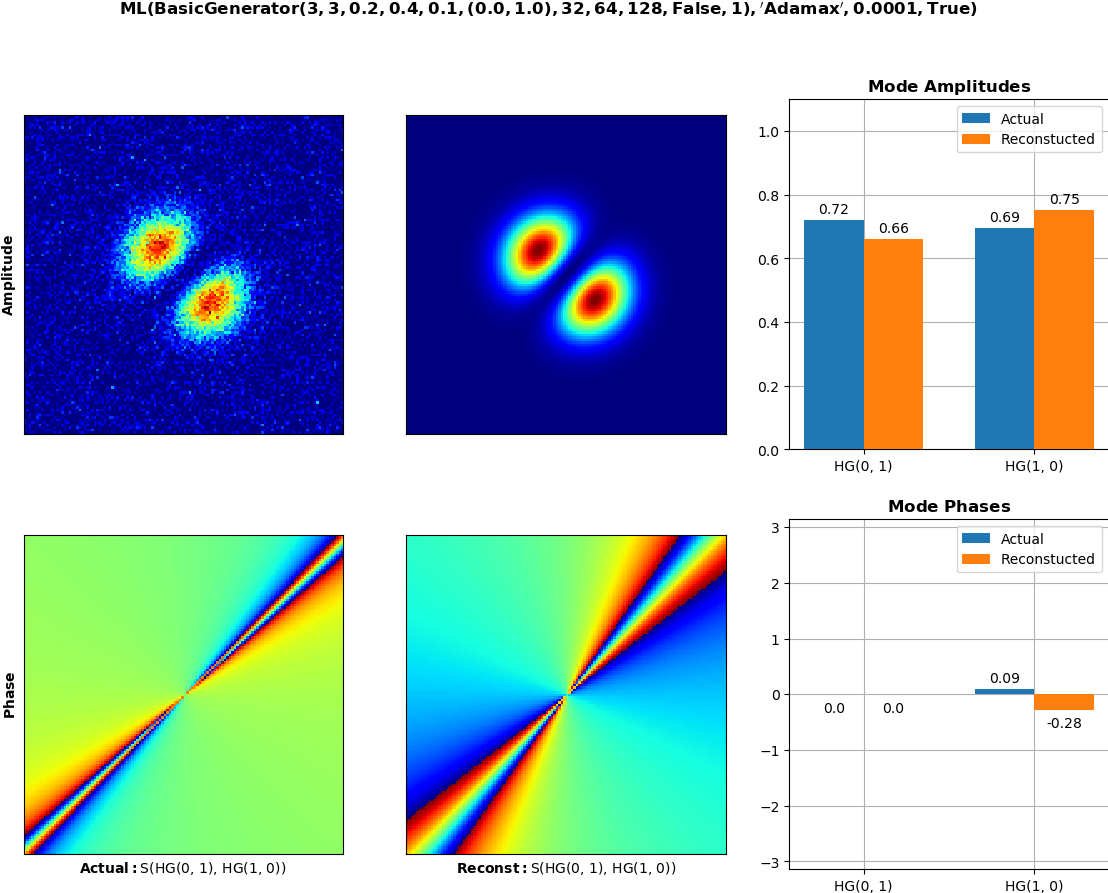 ML(BasicGenerator(3, 3, 0.2, 0.4, 0.1, (0.0, 1.0), 32, 64, 128, False, 1), ′Adamax′, 0.0001, True)
Amplitude
Mode Amplitudes
Actual
Reconstucted
1.0
0.8
0.6
0.4
0.2
0.0
0.72
0.66
0.69
0.75
HG(0, 1)
HG(1, 0)
Phase
Actual: S(HG(0, 1), HG(1, 0))
Reconst: S(HG(0, 1), HG(1, 0))
Mode Phases
Actual
Reconstucted
3
2
1
0
−1
−2
−3
0.0
0.0
0.09
-0.28
HG(0, 1)
HG(1, 0)